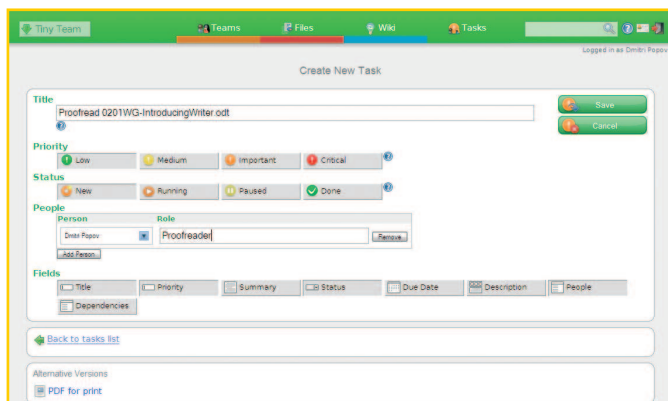 Tiny Team Teams Files Wiki Tasks
Logged in as Dmitri Popov
Create New Task
Title
Proofread 0201WG-IntroducingWriter.odt
Save
Cancel
Priority
Low Medium Important Critical
Status
New Running Paused Done
People
Person Role
Dmitri Popov Proofreader Remove
Add Person
Fields
Title Priority Summary Status Due Date Description People
Dependencies
Back to tasks list
Alternative Versions
PDF for print